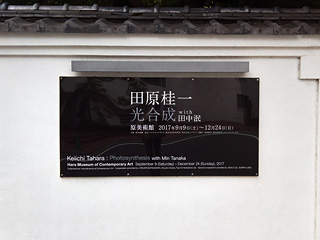 田原桂一
光合成 with 田中泯
原美術館 2017年9月9日(土)〜12月24日(日)
Keiichi Tahara : Photosynthesis with Min Tanaka
Hara Museum of Contemporary Art September 9 (Saturday) - December 24 (Sunday), 2017